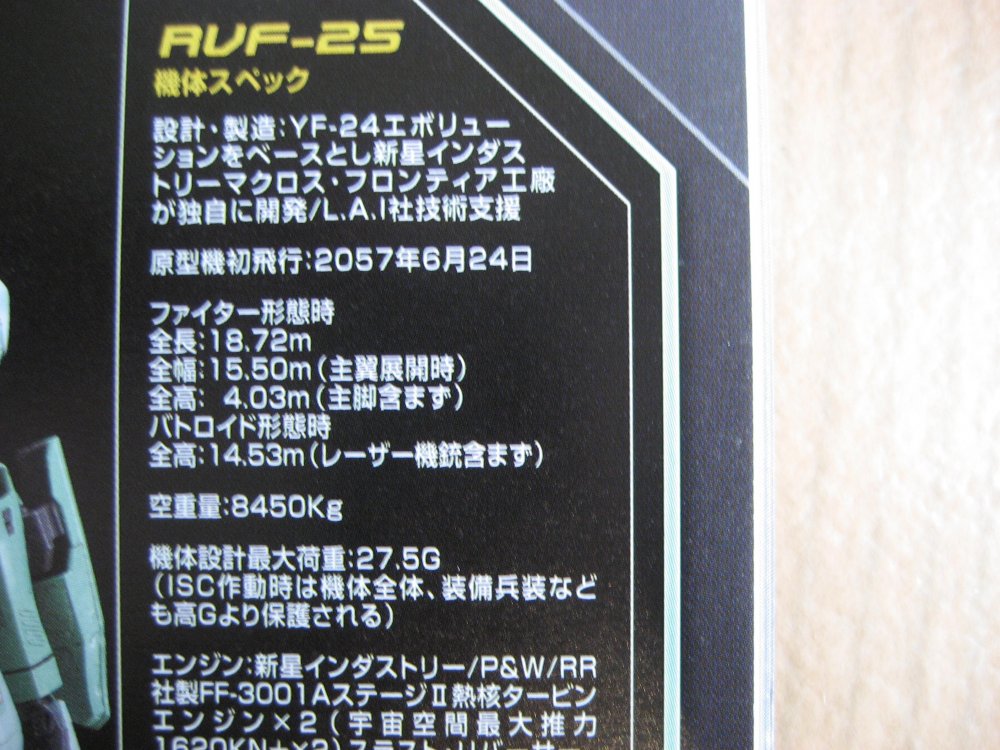 RVF-25
機体スペック
設計・製造:YF-24エボリュー
ションをベースとし新星インダス
トリーマクロス・フロンティア工廠
が独自に開発/L.A.I社技術支援
原型機初飛行:2057年6月24日
ファイター形態時
全長:18.72m
全幅:15.50m(主翼展開時)
全高: 4.03m(主脚含まず)
バトロイド形態時
全高:14.53m(レーザー機銃含まず)
空重量:8450Kg
機体設計最大荷重:27.5G
(ISC作動時は機体全体、装備兵装など
も高Gより保護される)
エンジン:新星インダストリー/P&W/RR
社製FF-3001AステージⅡ熱核タービン
エンジン×2(宇宙空間最大推力
1620KN+×2)